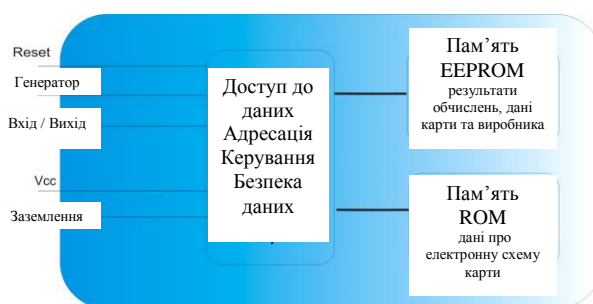 Reset
Генератор
Вхід / Вихід
Vcc
Заземлення
Доступ до
даних
Адресація
Керування
Безпека
даних
Пам’ять
EEPROM
результати
обчислень, дані
карти та виробника
Пам’ять
ROM
дані про
електронну схему
карти